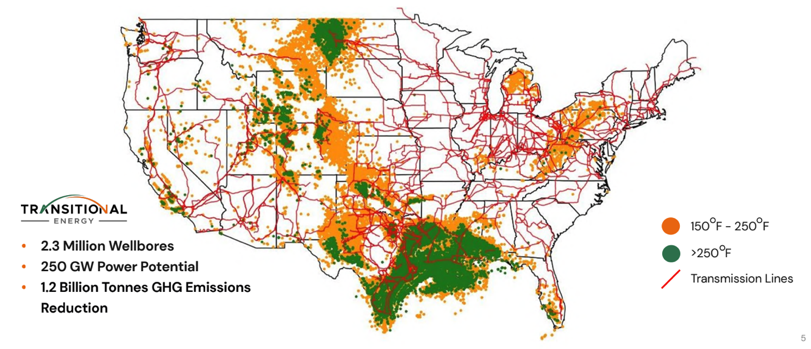 TRANSITIONAL
ENERGY
• 2.3 Million Wellbores
• 250 GW Power Potential
• 1.2 Billion Tonnes GHG Emissions
Reduction
150°F - 250°F
>250°F
Transmission Lines
5